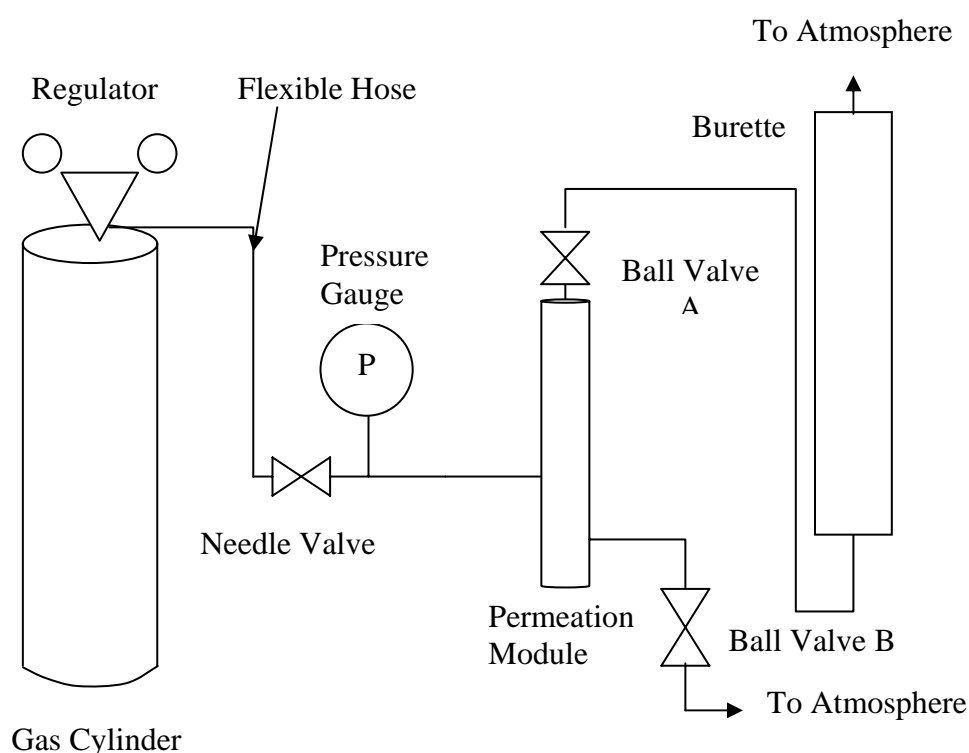 To Atmosphere
Regulator
Flexible Hose
Burette
Pressure
Gauge
Ball Valve
A
P
Needle Valve
Permeation
Module
Ball Valve B
To Atmosphere
Gas Cylinder